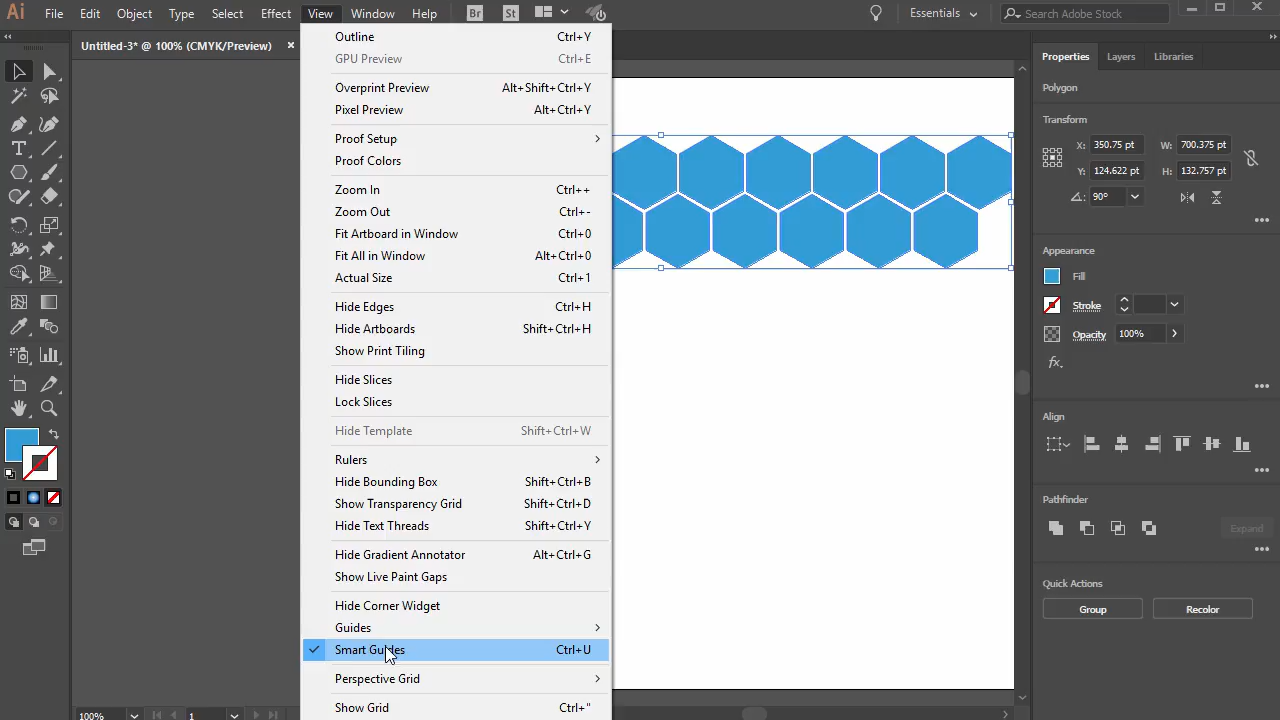 Ai File Edit Object Type Select Effect View Window Help Br St Essentials Search Adobe Stock
Untitled-3* @ 100% (CMYK/Preview)
Outline Ctrl+Y
GPU Preview Ctrl+E
Overprint Preview Alt+Shift+Ctrl+Y
Pixel Preview Alt+Ctrl+Y
Proof Setup
Proof Colors
Zoom In Ctrl++
Zoom Out Ctrl+-
Fit Artboard in Window Ctrl+0
Fit All in Window Alt+Ctrl+0
Actual Size Ctrl+1
Hide Edges Ctrl+H
Hide Artboards Shift+Ctrl+H
Show Print Tiling
Hide Slices
Lock Slices
Hide Template Shift+Ctrl+W
Rulers
Hide Bounding Box Shift+Ctrl+B
Show Transparency Grid Shift+Ctrl+D
Hide Text Threads Shift+Ctrl+Y
Hide Gradient Annotator Alt+Ctrl+G
Show Live Paint Gaps
Hide Corner Widget
Guides
Smart Guides Ctrl+U
Perspective Grid
Show Grid Ctrl+"
100% 1
Properties Layers Libraries
Polygon
Transform
X: 350.75 pt W: 700.375 pt
Y: 124.622 pt H: 132.757 pt
90°
Appearance
Fill
Stroke
Opacity 100%
fx.
Align
Pathfinder
Expand
Quick Actions
Group Recolor